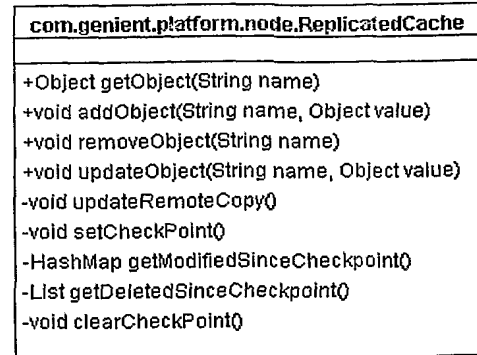 com.genient.platform.node.ReplicatedCache
+Object getObject(String name)
+void addObject(String name, Object value)
+void removeObject(String name)
+void updateObject(String name, Object value)
-void updateRemoteCopy()
-void setCheckPoint()
-HashMap getModifiedSinceCheckpoint()
-List getDeletedSinceCheckpoint()
-void clearCheckPoint()